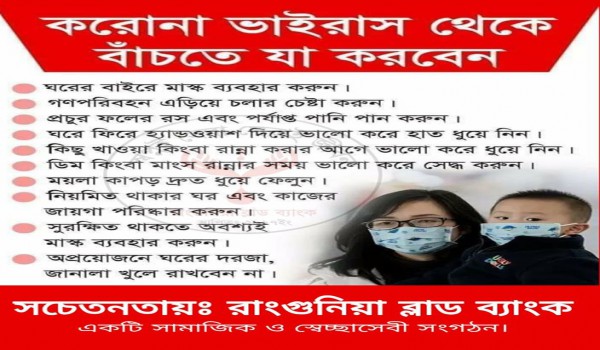 করোনা ভাইরাস থেকে
বাঁচতে যা করবেন
ঘরের বাইরে মাস্ক ব্যবহার করুন।
গণপরিবহন এড়িয়ে চলার চেষ্টা করুন।
প্রচুর ফলের রস এবং পর্যাপ্ত পানি পান করুন।
ঘরে ফিরে হ্যান্ডওয়াশ দিয়ে ভালো করে হাত ধুয়ে নিন।
কিছু খাওয়া কিংবা রান্না করার আগে ভালো করে ধুয়ে নিন।
ডিম কিংবা মাংস রান্নার সময় ভালো করে সেদ্ধ করুন।
ময়লা কাপড় দ্রুত ধুয়ে ফেলুন।
নিয়মিত থাকার ঘর এবং কাজের
জায়গা পরিষ্কার করুন।
সুরক্ষিত থাকতে অবশ্যই
মাস্ক ব্যবহার করুন।
অপ্রয়োজনে ঘরের দরজা,
জানালা খুলে রাখবেন না।
সচেতনতায়ঃ রাংগুনিয়া ব্লাড ব্যাংক
একটি সামাজিক ও স্বেচ্ছাসেবী সংগঠন।